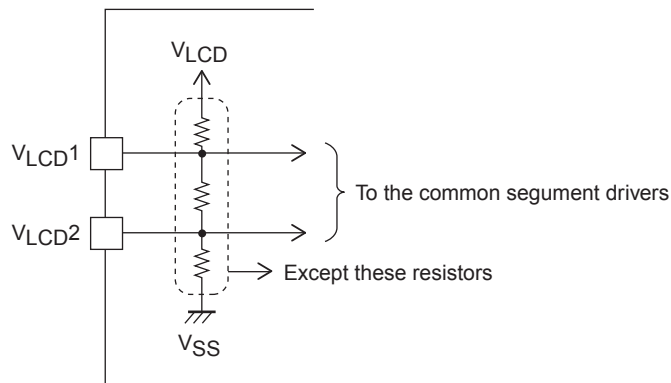 VLCD
VLCD1
To the common segument drivers
VLCD2
Except these resistors
VSS